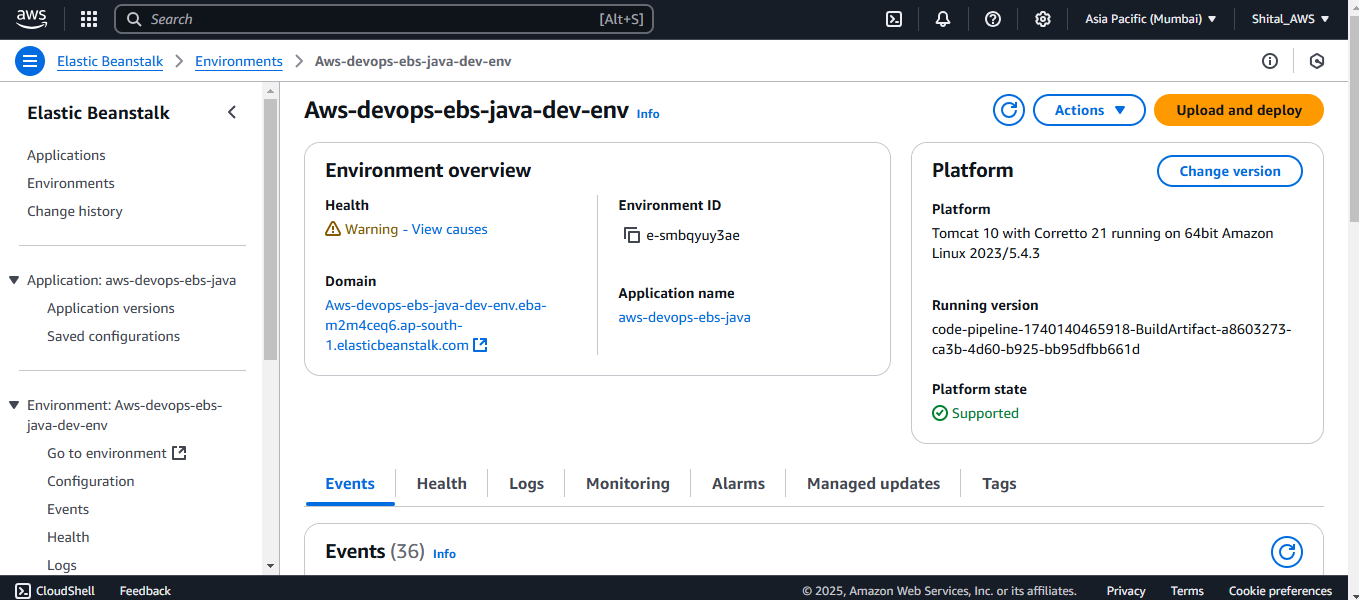 aws
Search [Alt+S]
Asia Pacific (Mumbai)
Shital_AWS
Elastic Beanstalk
Environments
Aws-devops-ebs-java-dev-env
Elastic Beanstalk
Applications
Environments
Change history
Application: aws-devops-ebs-java
Application versions
Saved configurations
Environment: Aws-devops-ebs-
java-dev-env
Go to environment
Configuration
Events
Health
Logs
Aws-devops-ebs-java-dev-env Info
Actions
Upload and deploy
Environment overview
Health
Warning - View causes
Domain
Aws-devops-ebs-java-dev-env.eba-
m2m4ceq6.ap-south-
1.elasticbeanstalk.com
Environment ID
e-smbqyuy3ae
Application name
aws-devops-ebs-java
Platform
Change version
Platform
Tomcat 10 with Corretto 21 running on 64bit Amazon
Linux 2023/5.4.3
Running version
code-pipeline-1740140465918-BuildArtifact-a8603273-
ca3b-4d60-b925-bb95dfbb661d
Platform state
Supported
Events
Health
Logs
Monitoring
Alarms
Managed updates
Tags
Events (36) Info
CloudShell
Feedback
© 2025, Amazon Web Services, Inc. or its affiliates.
Privacy
Terms
Cookie preferences